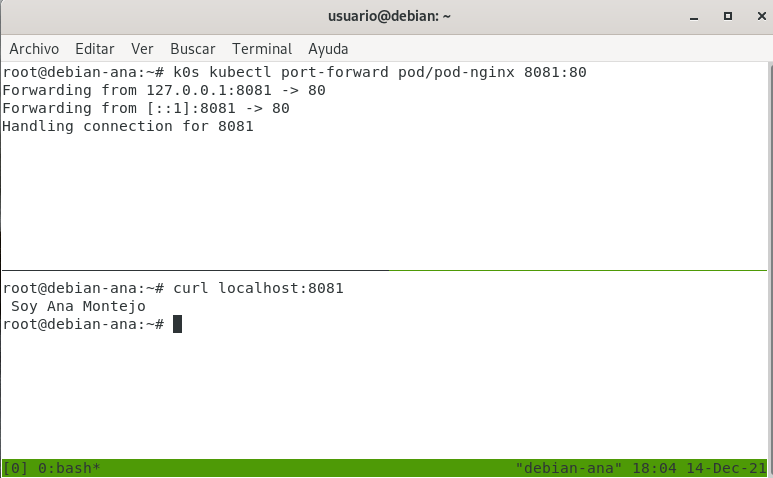 usuario@debian: ~
Archivo Editar Ver Buscar Terminal Ayuda
root@debian-ana:~# k0s kubectl port-forward pod/pod-nginx 8081:80
Forwarding from 127.0.0.1:8081 -> 80
Forwarding from [::1]:8081 -> 80
Handling connection for 8081
root@debian-ana:~# curl localhost:8081
Soy Ana Montejo
root@debian-ana:~#
[0] 0:bash* "debian-ana" 18:04 14-Dec-21